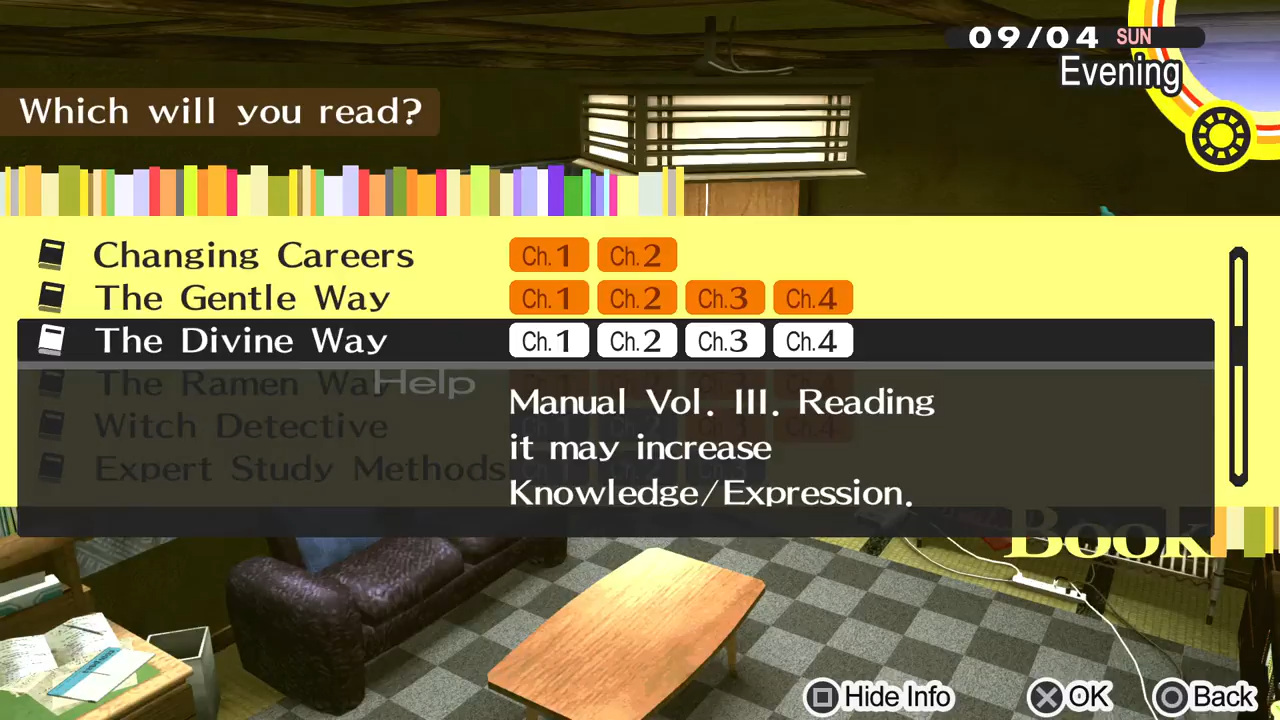 09/04 SUN
Evening
Which will you read?
Changing Careers Ch.1 Ch.2
The Gentle Way Ch.1 Ch.2 Ch.3 Ch.4
The Divine Way Ch.1 Ch.2 Ch.3 Ch.4
The Ramen Way
Help
Witch Detective
Expert Study Methods
Manual Vol. III. Reading
it may increase
Knowledge/Expression.
Book
Hide Info OK Back